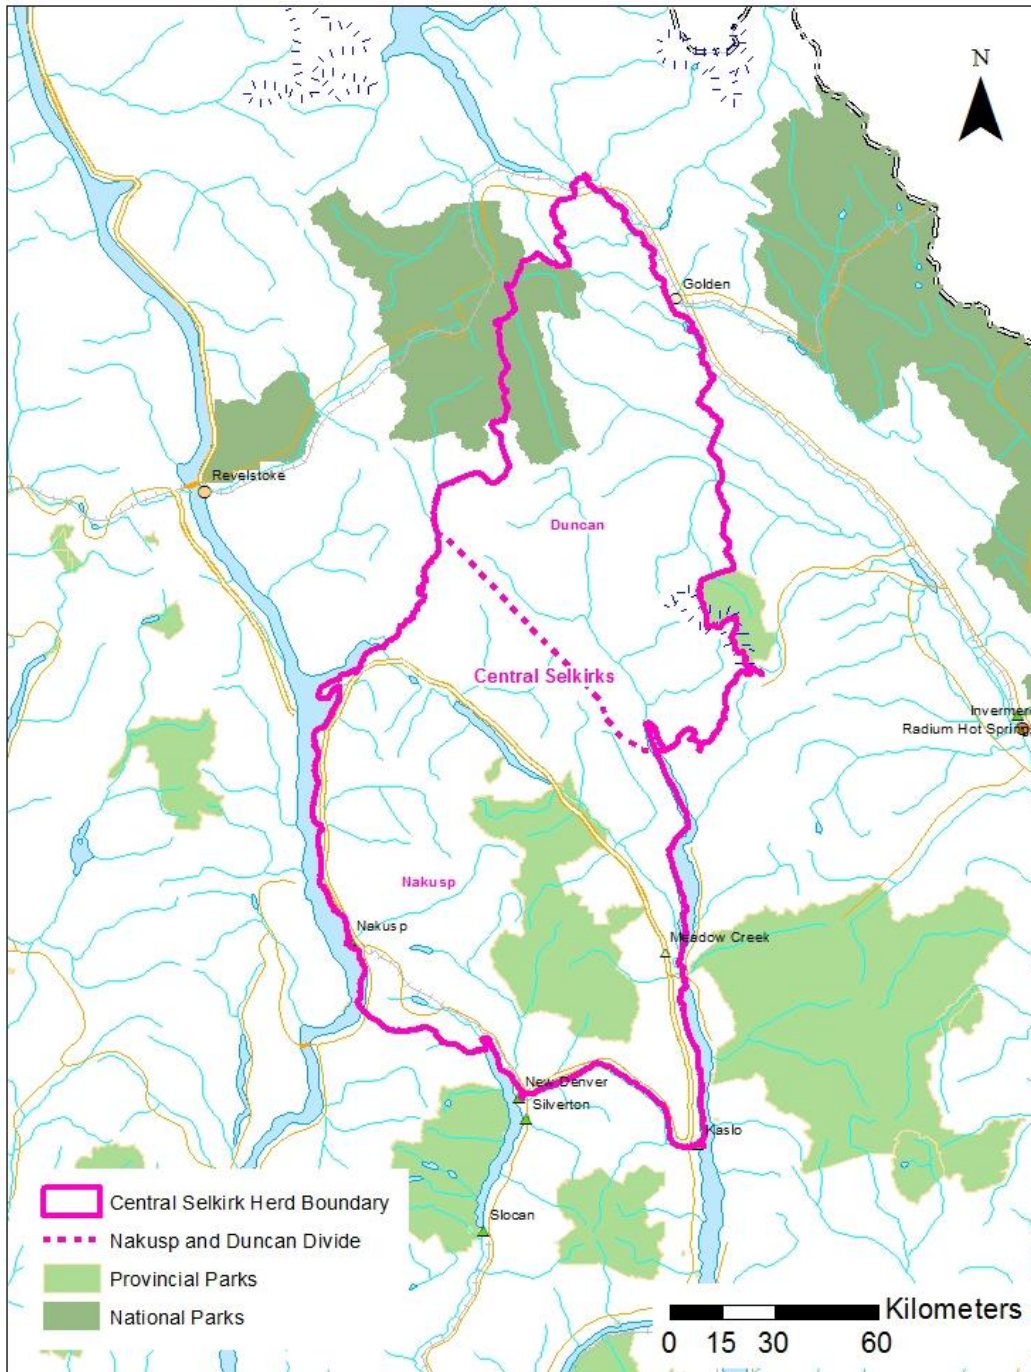 N
Golden
Revelstoke
Duncan
Central Selkirks
Inverme
Radium Hot Springs
Nakusp
Nakusp
Meadow Creek
New Denver
Silverton
Kaslo
Slocan
Central Selkirk Herd Boundary
Nakusp and Duncan Divide
Provincial Parks
National Parks
Kilometers
0 15 30 60